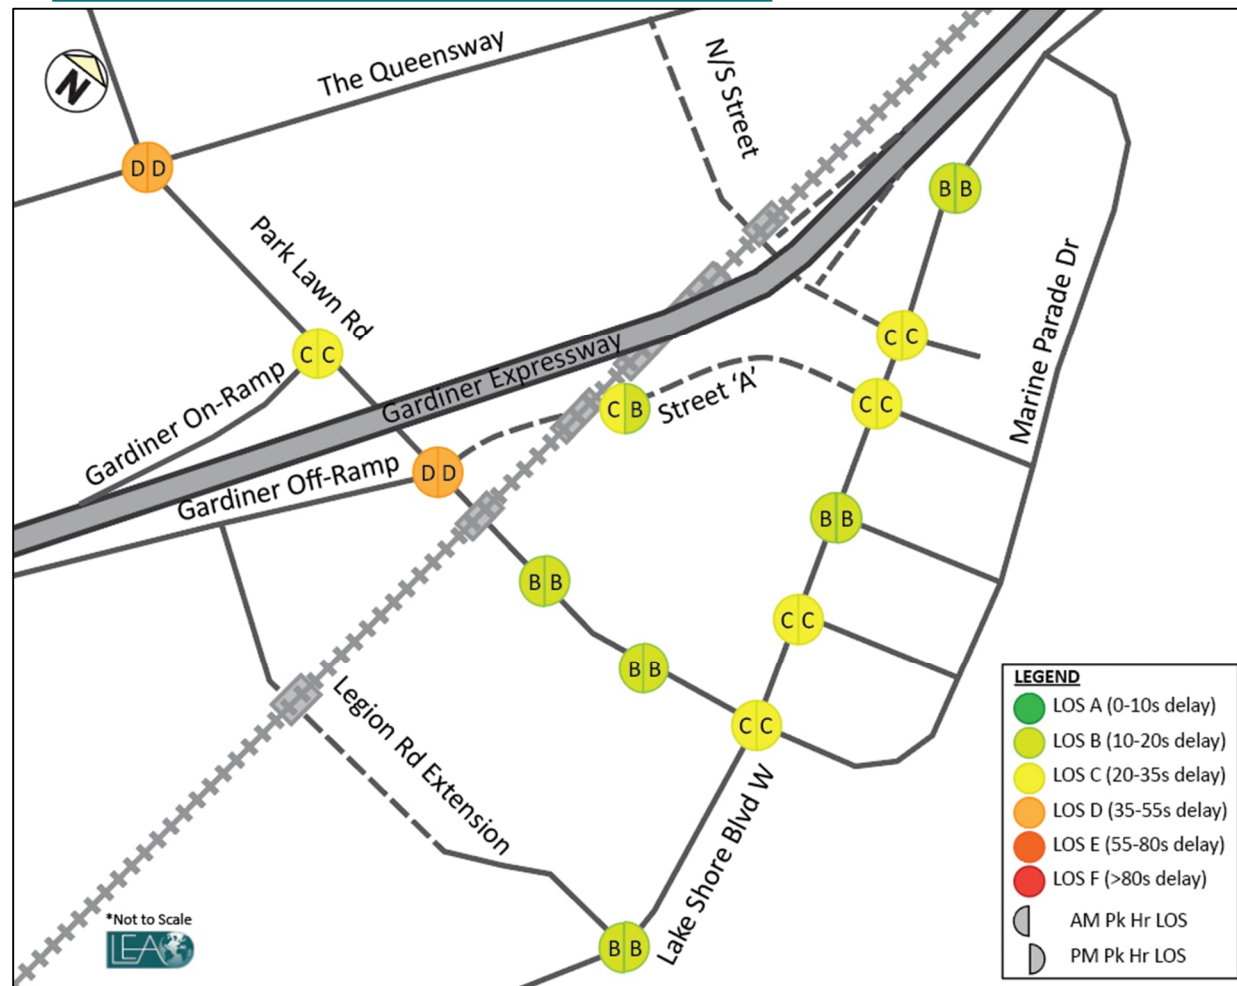 The Queensway
N/S Street
N
D D
B B
Park Lawn Rd
Marine Parade Dr
C C
C C
Gardiner On-Ramp
Gardiner Expressway
C B
Street 'A'
C C
Gardiner Off-Ramp
D D
B B
B B
C C
B B
C C
Legion Rd Extension
Lake Shore Blvd W
B B
*Not to Scale
LEA
LEGEND
LOS A (0-10s delay)
LOS B (10-20s delay)
LOS C (20-35s delay)
LOS D (35-55s delay)
LOS E (55-80s delay)
LOS F (>80s delay)
AM Pk Hr LOS
PM Pk Hr LOS